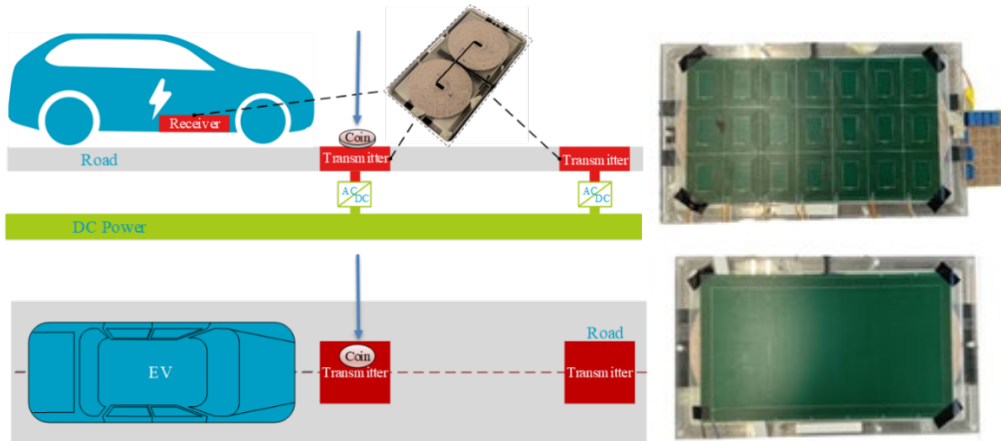 Receiver
Coin
Road
Transmitter
Transmitter
AC
DC
AC
DC
DC Power
Road
EV
Coin
Transmitter
Transmitter